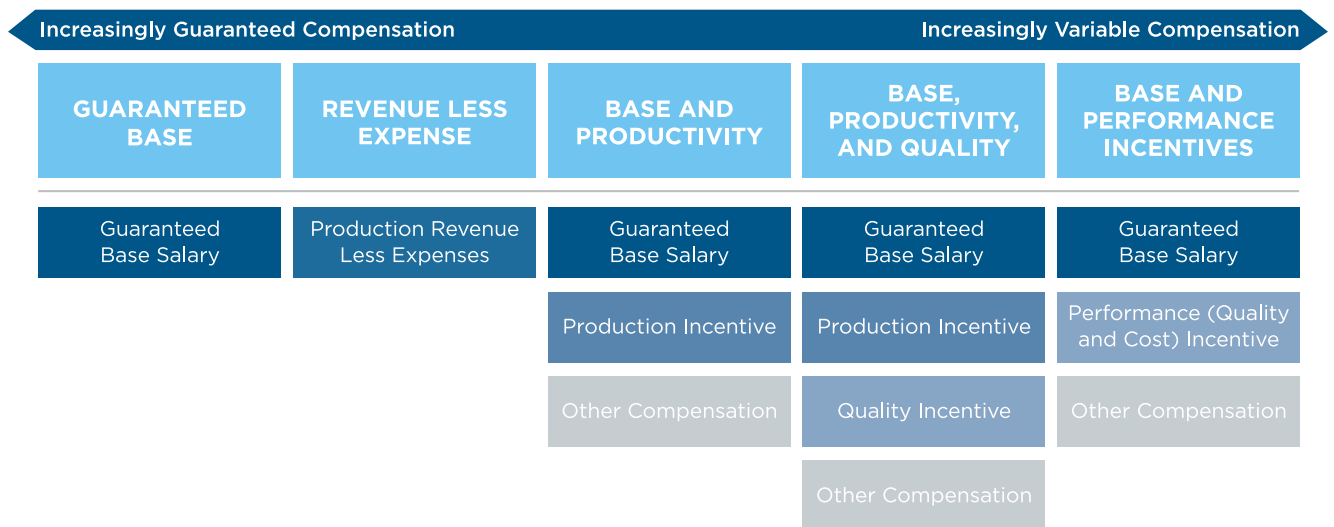 Increasingly Guaranteed Compensation
Increasingly Variable Compensation
GUARANTEED
BASE
REVENUE LESS
EXPENSE
BASE AND
PRODUCTIVITY
BASE,
PRODUCTIVITY,
AND QUALITY
BASE AND
PERFORMANCE
INCENTIVES
Guaranteed
Base Salary
Production Revenue
Less Expenses
Guaranteed
Base Salary
Guaranteed
Base Salary
Guaranteed
Base Salary
Production Incentive
Production Incentive
Performance (Quality
and Cost) Incentive
Other Compensation
Quality Incentive
Other Compensation
Other Compensation